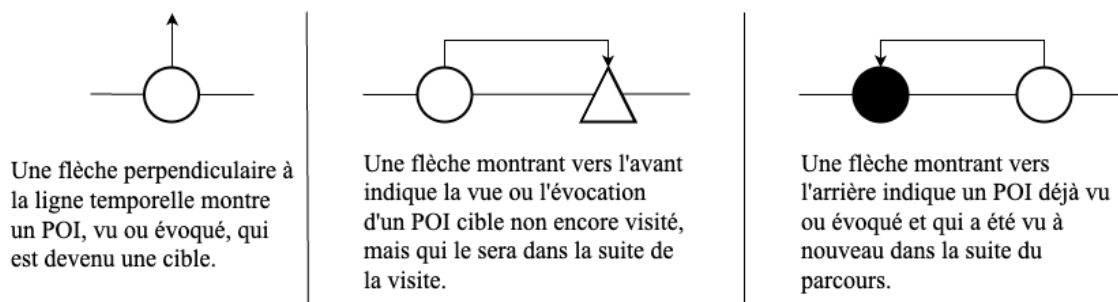 Une flèche perpendiculaire à
la ligne temporelle montre
un POI, vu ou évoqué, qui
est devenu une cible.
Une flèche montrant vers l'avant
indique la vue ou l'évocation
d'un POI cible non encore visité,
mais qui le sera dans la suite de
la visite.
Une flèche montrant vers
l'arrière indique un POI déjà vu
ou évoqué et qui a été vu à
nouveau dans la suite du
parcours.